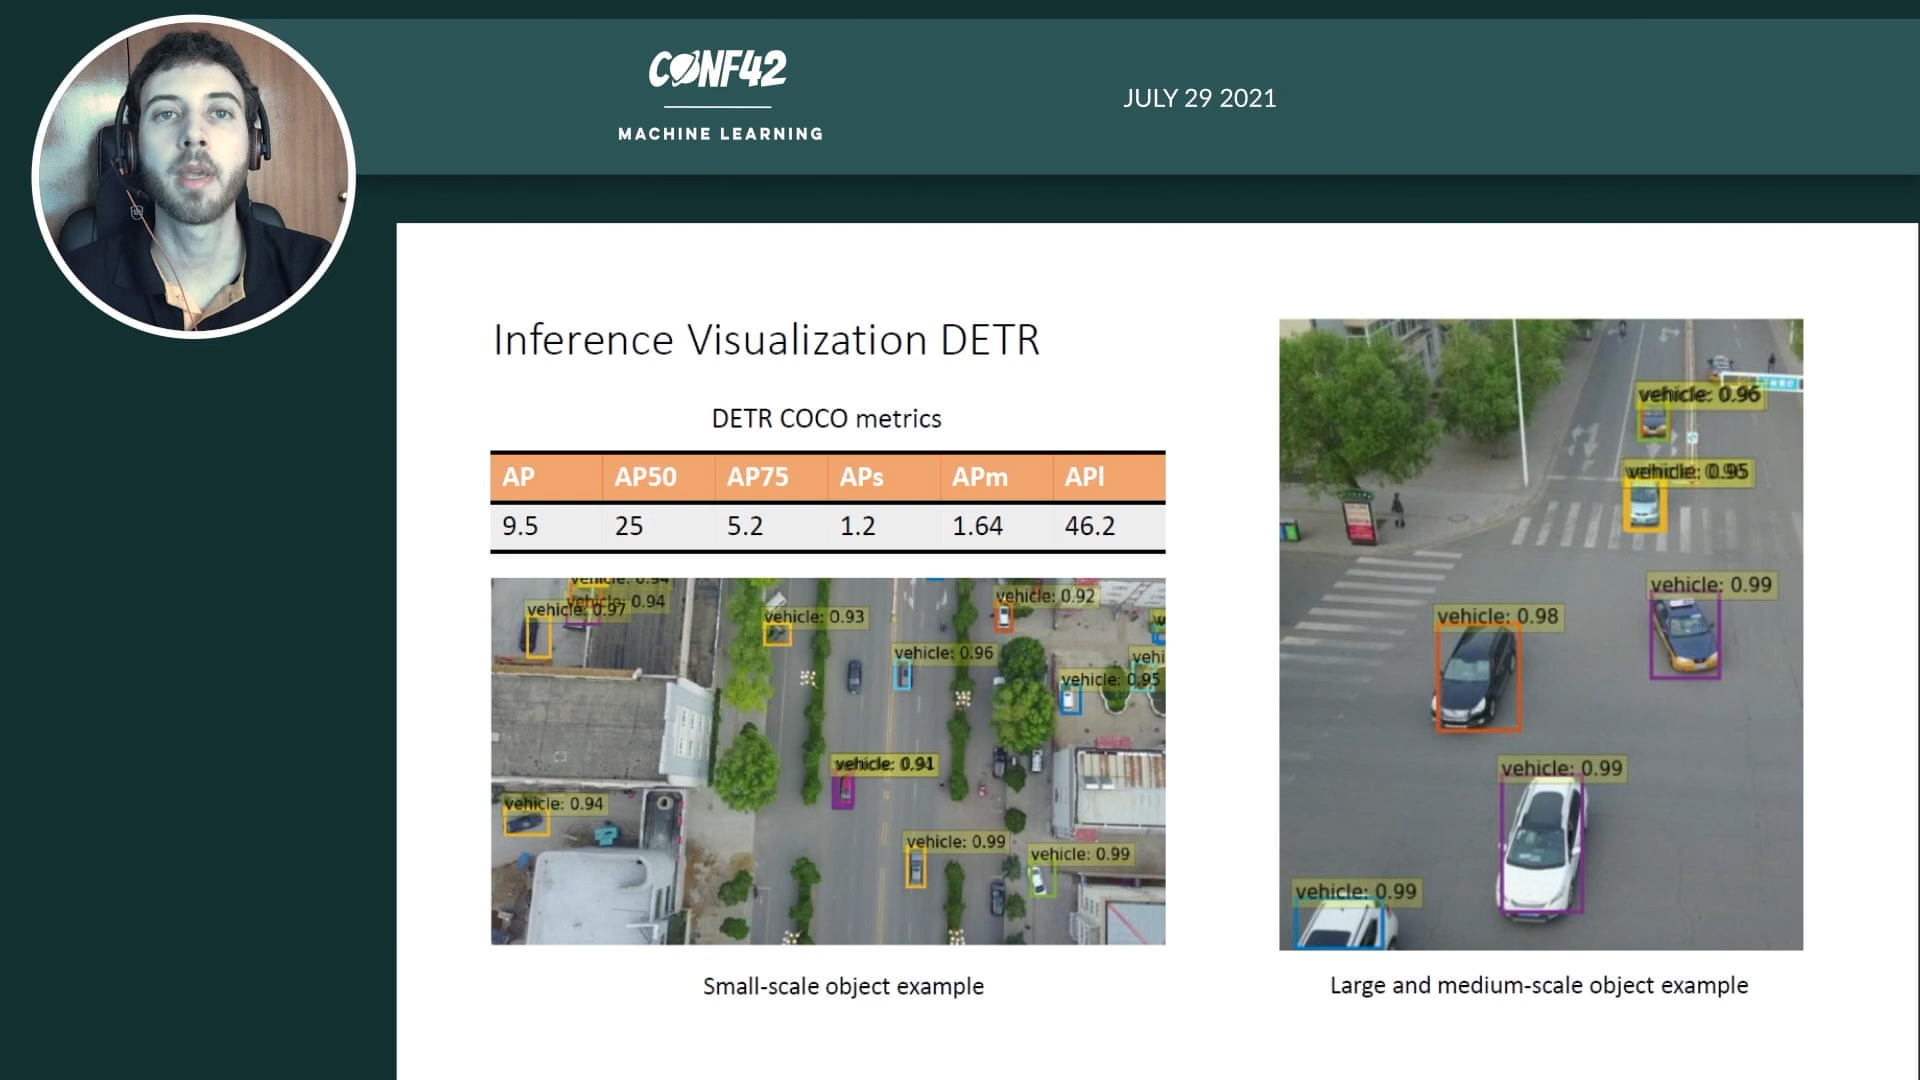 CONF42
MACHINE LEARNING
JULY 29 2021
Inference Visualization DETR
DETR COCO metrics
AP AP50 AP75 APs APm APl
9.5 25 5.2 1.2 1.64 46.2
vehicle: 0.94
vehicle: 0.94
vehicle: 0.97
vehicle: 0.93
vehicle: 0.92
vehicle: 0.96
vehi
vehicle: 0.95
vehicle: 0.91
vehicle: 0.94
vehicle: 0.99
vehicle: 0.99
Small-scale object example
vehicle: 0.96
vehicle: 0.95
vehicle: 0.99
vehicle: 0.98
vehicle: 0.99
vehicle: 0.99
Large and medium-scale object example